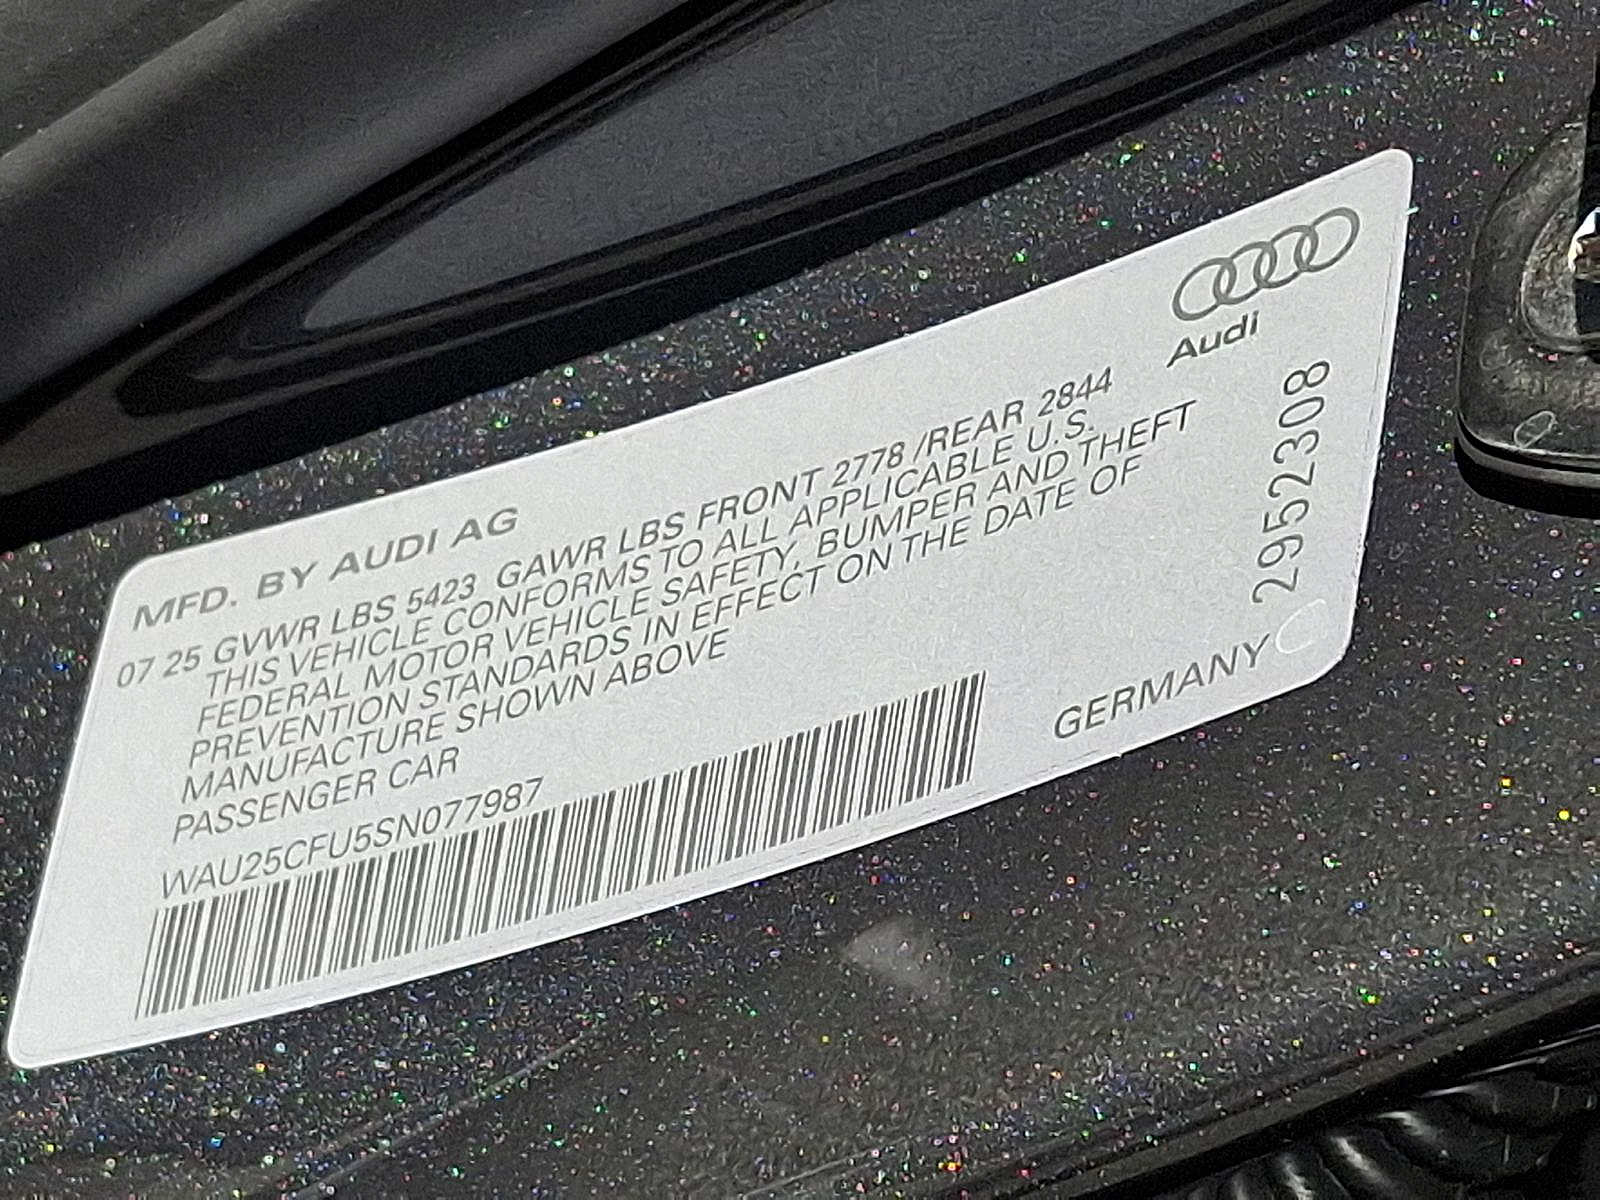 Audi
MFD. BY AUDI AG
07 25 GVWR LBS 5423 GAWR LBS FRONT 2778 /REAR 2844
THIS VEHICLE CONFORMS TO ALL APPLICABLE U.S.
FEDERAL MOTOR VEHICLE SAFETY, BUMPER AND THEFT
PREVENTION STANDARDS IN EFFECT ON THE DATE OF
MANUFACTURE SHOWN ABOVE
PASSENGER CAR
WAU25CFU5SN077987
GERMANY
2952308